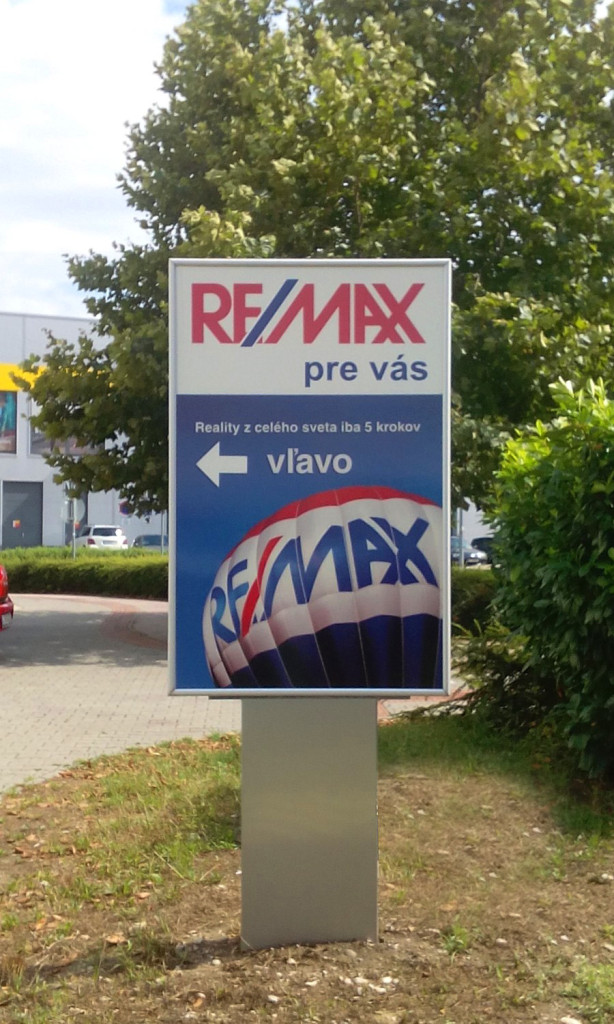 RE/MAX
pre vás
Reality z celého sveta iba 5 krokov
vľavo
RE/MAX